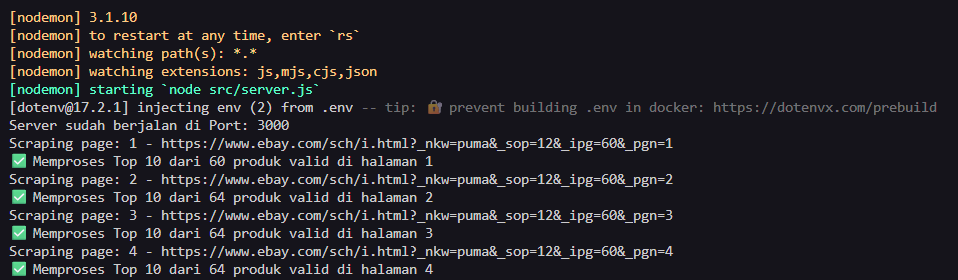 [nodemon] 3.1.10
[nodemon] to restart at any time, enter `rs`
[nodemon] watching path(s): *.*
[nodemon] watching extensions: js,mjs,cjs,json
[nodemon] starting `node src/server.js`
[dotenv@17.2.1] injecting env (2) from .env -- tip: 🔐 prevent building .env in docker: https://dotenvx.com/prebuild
Server sudah berjalan di Port: 3000
Scraping page: 1 - https://www.ebay.com/sch/i.html?_nkw=puma&_sop=12&_ipg=60&_pgn=1
✅ Memproses Top 10 dari 60 produk valid di halaman 1
Scraping page: 2 - https://www.ebay.com/sch/i.html?_nkw=puma&_sop=12&_ipg=60&_pgn=2
✅ Memproses Top 10 dari 64 produk valid di halaman 2
Scraping page: 3 - https://www.ebay.com/sch/i.html?_nkw=puma&_sop=12&_ipg=60&_pgn=3
✅ Memproses Top 10 dari 64 produk valid di halaman 3
Scraping page: 4 - https://www.ebay.com/sch/i.html?_nkw=puma&_sop=12&_ipg=60&_pgn=4
✅ Memproses Top 10 dari 64 produk valid di halaman 4